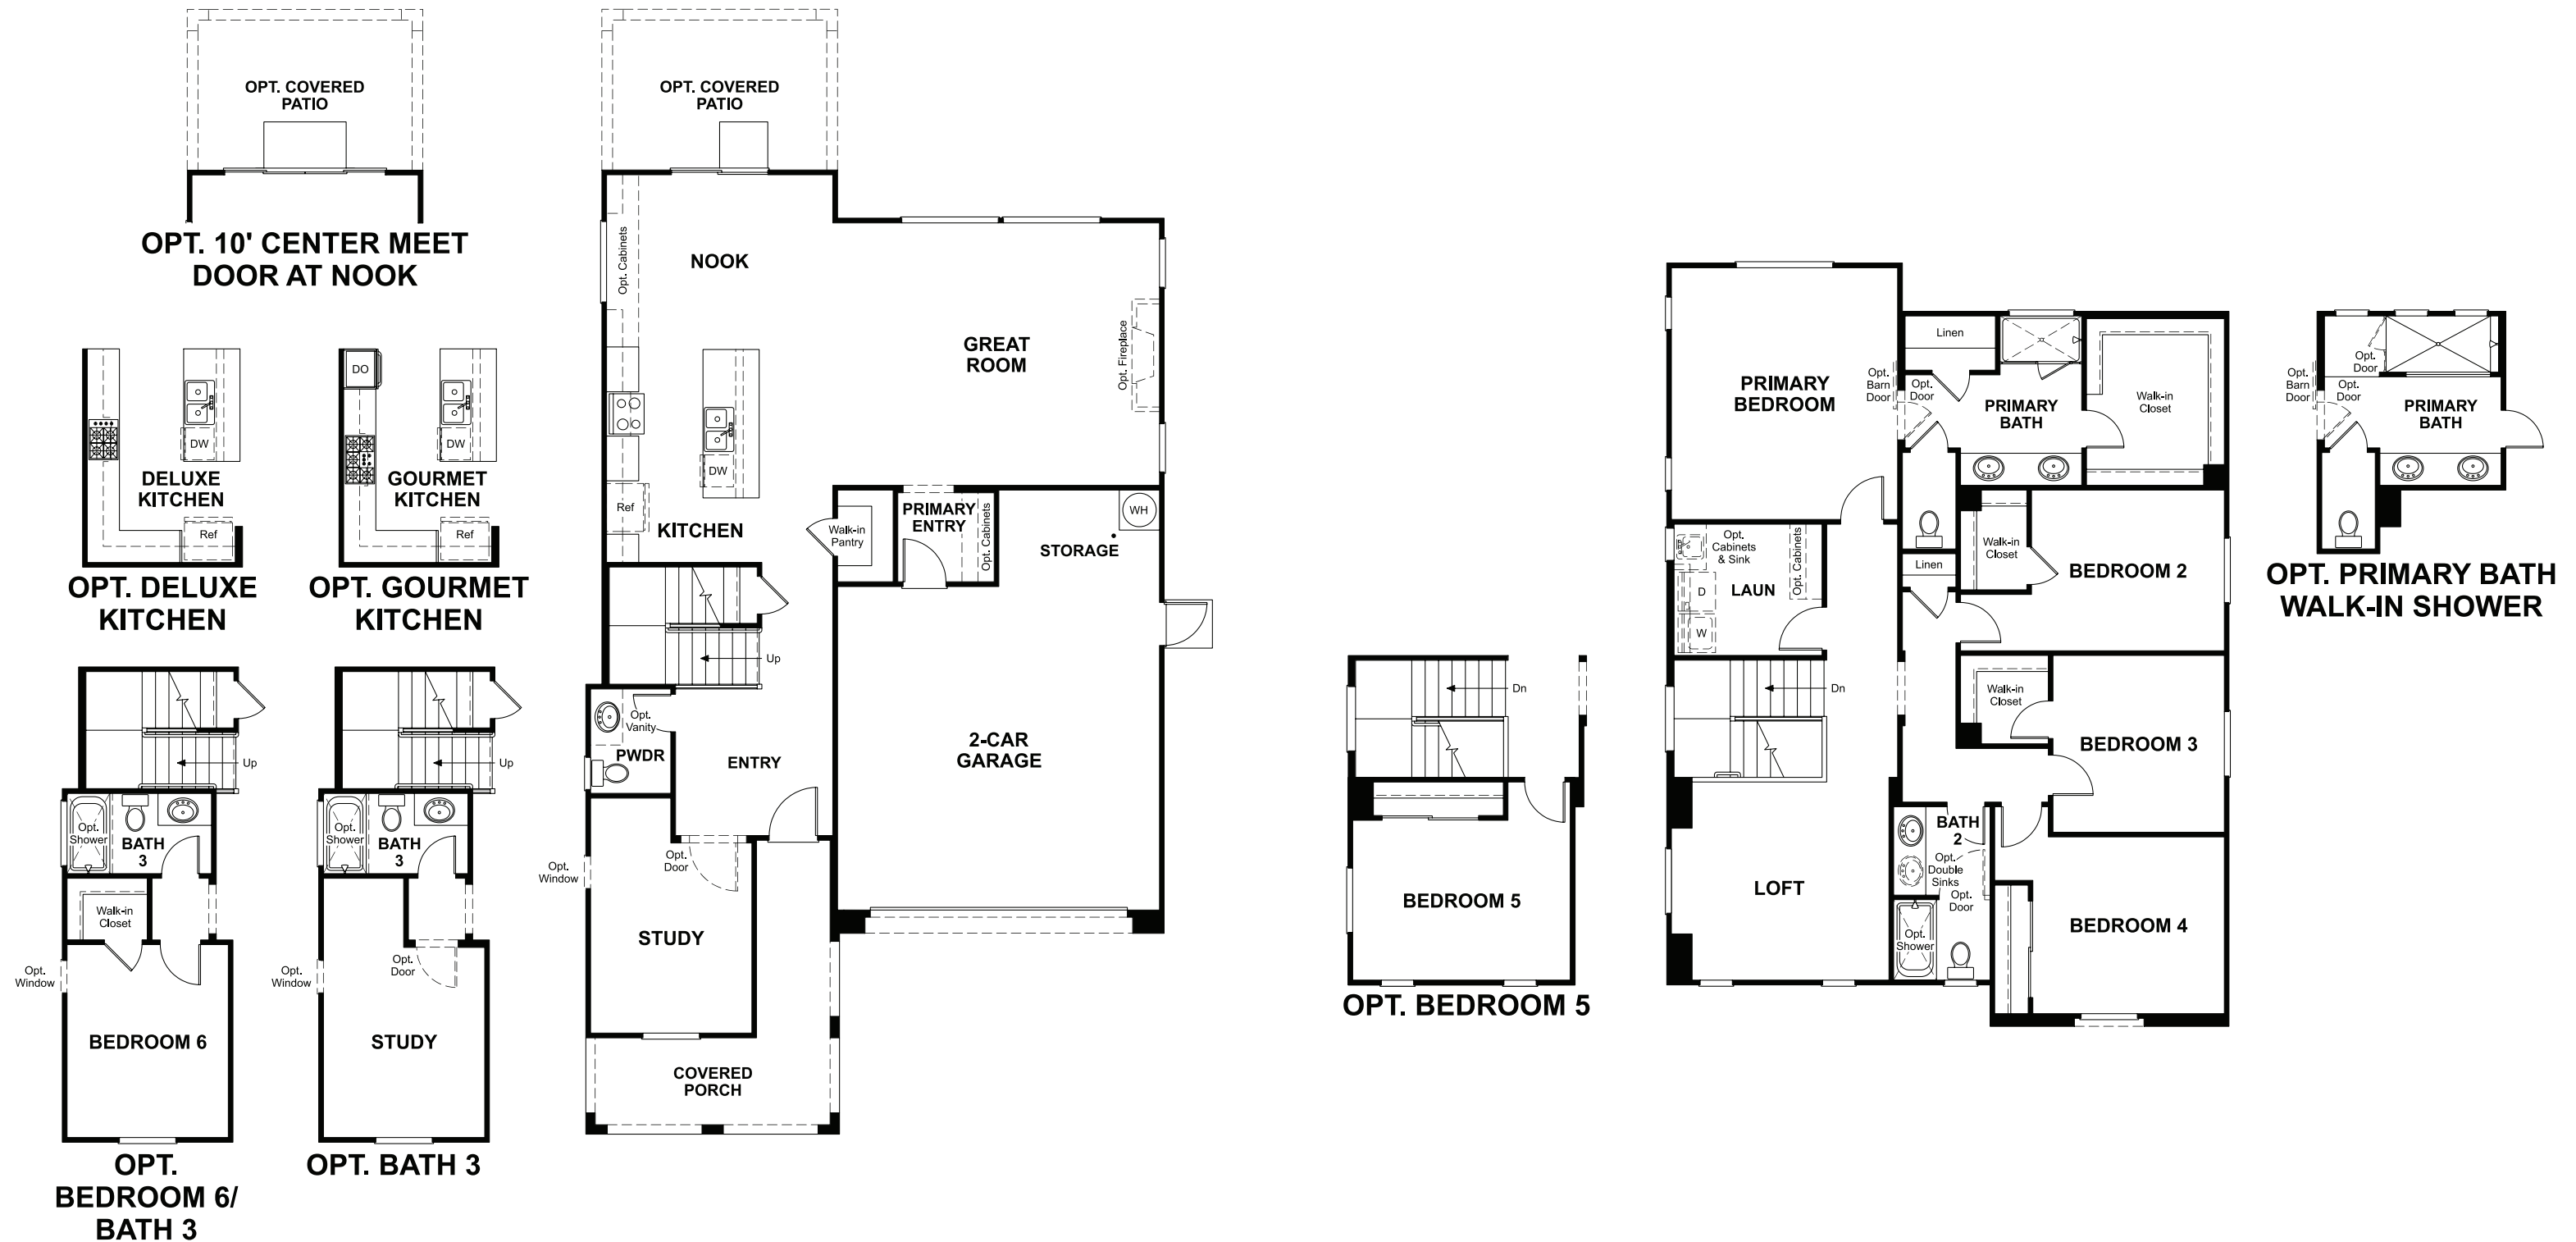 OPT. COVERED
PATIO
OPT. 10' CENTER MEET
DOOR AT NOOK
DW
DELUXE
KITCHEN
Ref
OPT. DELUXE
KITCHEN
DO
DW
GOURMET
KITCHEN
Ref
OPT. GOURMET
KITCHEN
Up
Opt.
Shower
BATH
3
Walk-in
Closet
Opt.
Window
BEDROOM 6
OPT.
BEDROOM 6/
BATH 3
Up
Opt.
Shower
BATH
3
Opt.
Door
Opt.
Window
STUDY
OPT. BATH 3
OPT. COVERED
PATIO
Opt. Cabinets
NOOK
GREAT
ROOM
Opt. Fireplace
DW
Ref
KITCHEN
Walk-in
Pantry
PRIMARY
ENTRY
Opt. Cabinets
WH
STORAGE
Up
Opt.
Vanity
PWDR
ENTRY
2-CAR
GARAGE
Opt.
Door
Opt.
Window
STUDY
COVERED
PORCH
Dn
BEDROOM 5
OPT. BEDROOM 5
PRIMARY
BEDROOM
Opt.
Barn
Door
Opt.
Door
Linen
PRIMARY
BATH
Walk-in
Closet
Opt.
Cabinets
& Sink
Opt. Cabinets
D
LAUN
W
Walk-in
Closet
Linen
BEDROOM 2
Dn
Walk-in
Closet
BEDROOM 3
LOFT
BATH
2
Opt.
Double
Sinks
Opt.
Door
Opt.
Shower
BEDROOM 4
Opt.
Door
Opt.
Barn
Door
Opt.
Door
PRIMARY
BATH
OPT. PRIMARY BATH
WALK-IN SHOWER